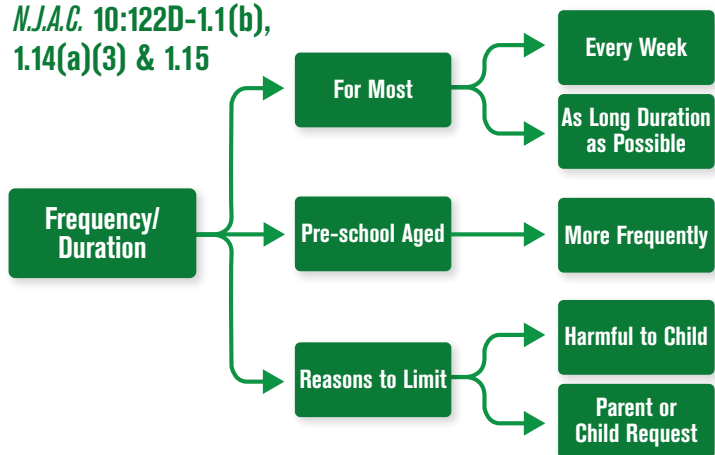 N.J.A.C. 10:122D-1.1(b),
1.14(a)(3) & 1.15
Frequency/
Duration
For Most
Every Week
As Long Duration
as Possible
Pre-school Aged
More Frequently
Reasons to Limit
Harmful to Child
Parent or
Child Request